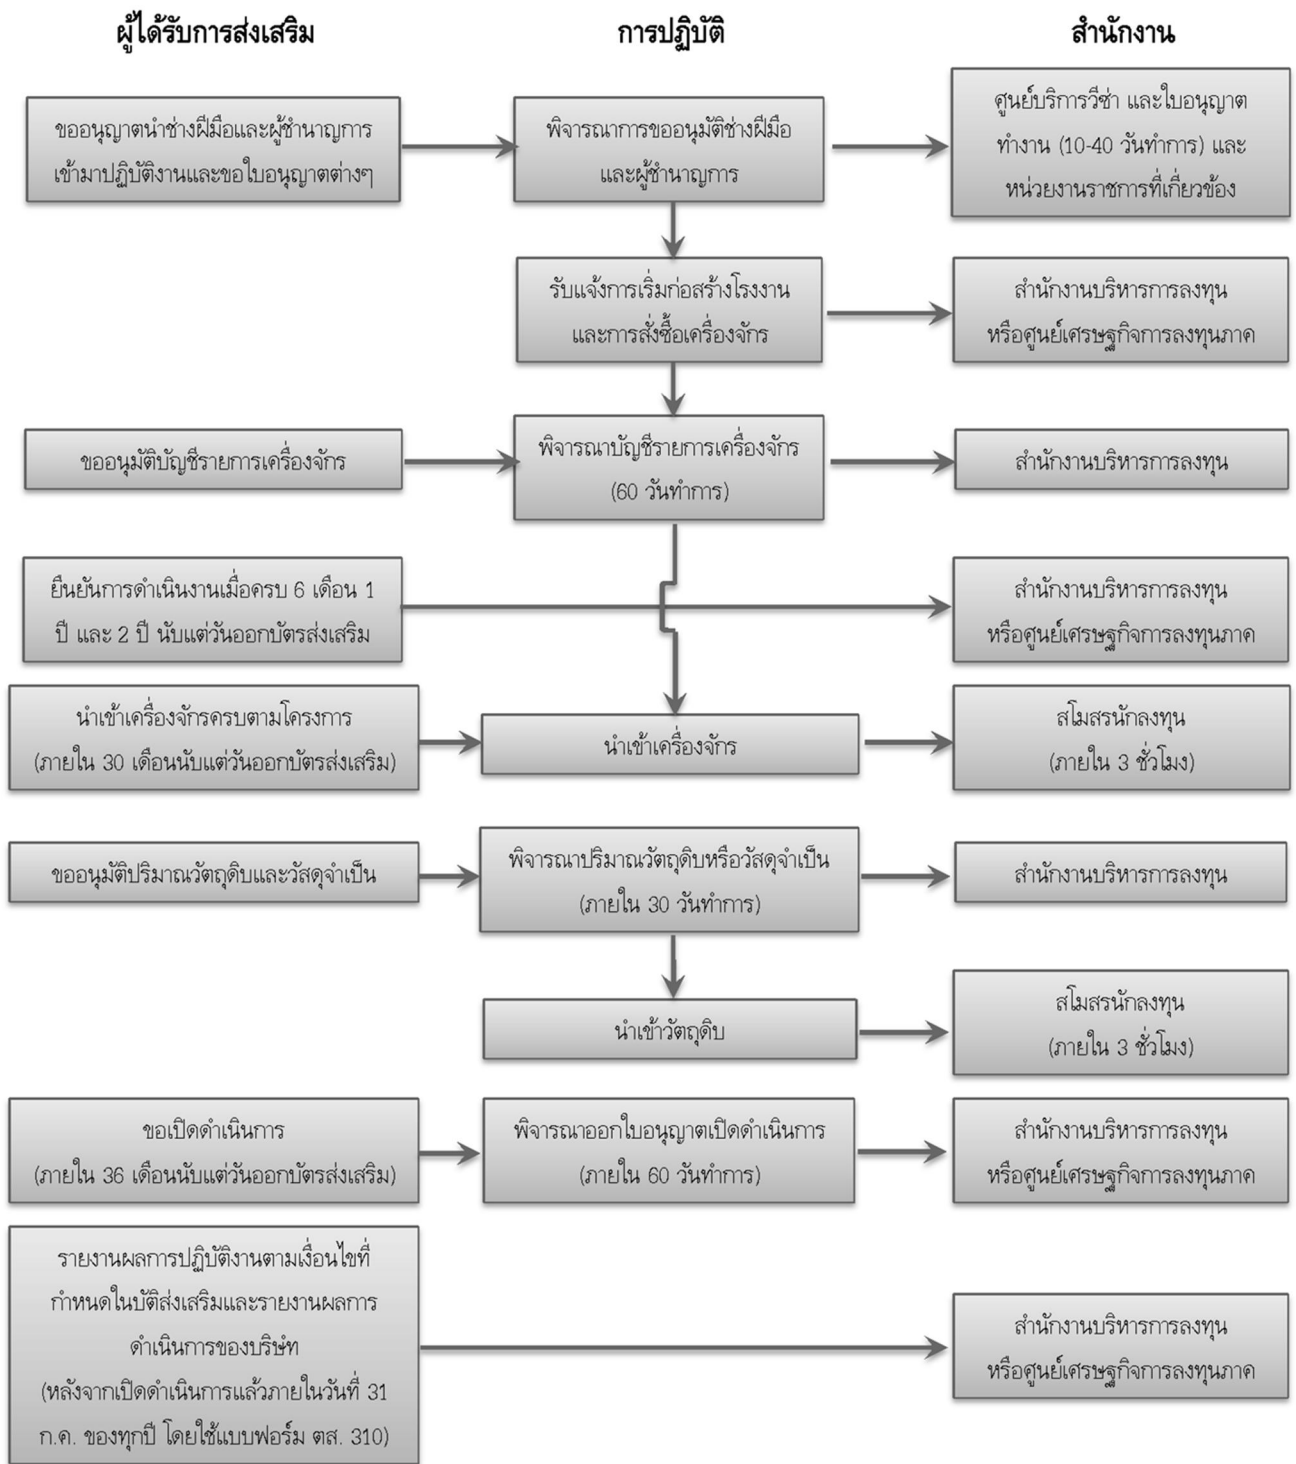 ผู้ได้รับการส่งเสริม
การปฏิบัติ
สำนักงาน
ขออนุญาตนำช่างฝีมือและผู้ชำนาญการ
เข้ามาปฏิบัติงานและขอใบอนุญาตต่างๆ
พิจารณาการขออนุมัติช่างฝีมือ
และผู้ชำนาญการ
ศูนย์บริการวีซ่า และใบอนุญาต
ทำงาน (10-40 วันทำการ) และ
หน่วยงานราชการที่เกี่ยวข้อง
รับแจ้งการเริ่มก่อสร้างโรงงาน
และการสั่งซื้อเครื่องจักร
สำนักงานบริหารการลงทุน
หรือศูนย์เศรษฐกิจการลงทุนภาค
ขออนุมัติบัญชีรายการเครื่องจักร
พิจารณาบัญชีรายการเครื่องจักร
(60 วันทำการ)
สำนักงานบริหารการลงทุน
ยืนยันการดำเนินงานเมื่อครบ 6 เดือน 1
ปี และ 2 ปี นับแต่วันออกบัตรส่งเสริม
สำนักงานบริหารการลงทุน
หรือศูนย์เศรษฐกิจการลงทุนภาค
นำเข้าเครื่องจักรครบตามโครงการ
(ภายใน 30 เดือนนับแต่วันออกบัตรส่งเสริม)
นำเข้าเครื่องจักร
สโมสรนักลงทุน
(ภายใน 3 ชั่วโมง)
ขออนุมัติปริมาณวัตถุดิบและวัสดุจำเป็น
พิจารณาปริมาณวัตถุดิบหรือวัสดุจำเป็น
(ภายใน 30 วันทำการ)
สำนักงานบริหารการลงทุน
นำเข้าวัตถุดิบ
สโมสรนักลงทุน
(ภายใน 3 ชั่วโมง)
ขอเปิดดำเนินการ
(ภายใน 36 เดือนนับแต่วันออกบัตรส่งเสริม)
พิจารณาออกใบอนุญาตเปิดดำเนินการ
(ภายใน 60 วันทำการ)
สำนักงานบริหารการลงทุน
หรือศูนย์เศรษฐกิจการลงทุนภาค
รายงานผลการปฏิบัติงานตามเงื่อนไขที่
กำหนดในบัติส่งเสริมและรายงานผลการ
ดำเนินการของบริษ้ท
(หลังจากเปิดดำเนินการแล้วภายในวันที่ 31
ก.ค. ของทุกปี โดยใช้แบบฟอร์ม ตส. 310)
สำนักงานบริหารการลงทุน
หรือศูนย์เศรษฐกิจการลงทุนภาค